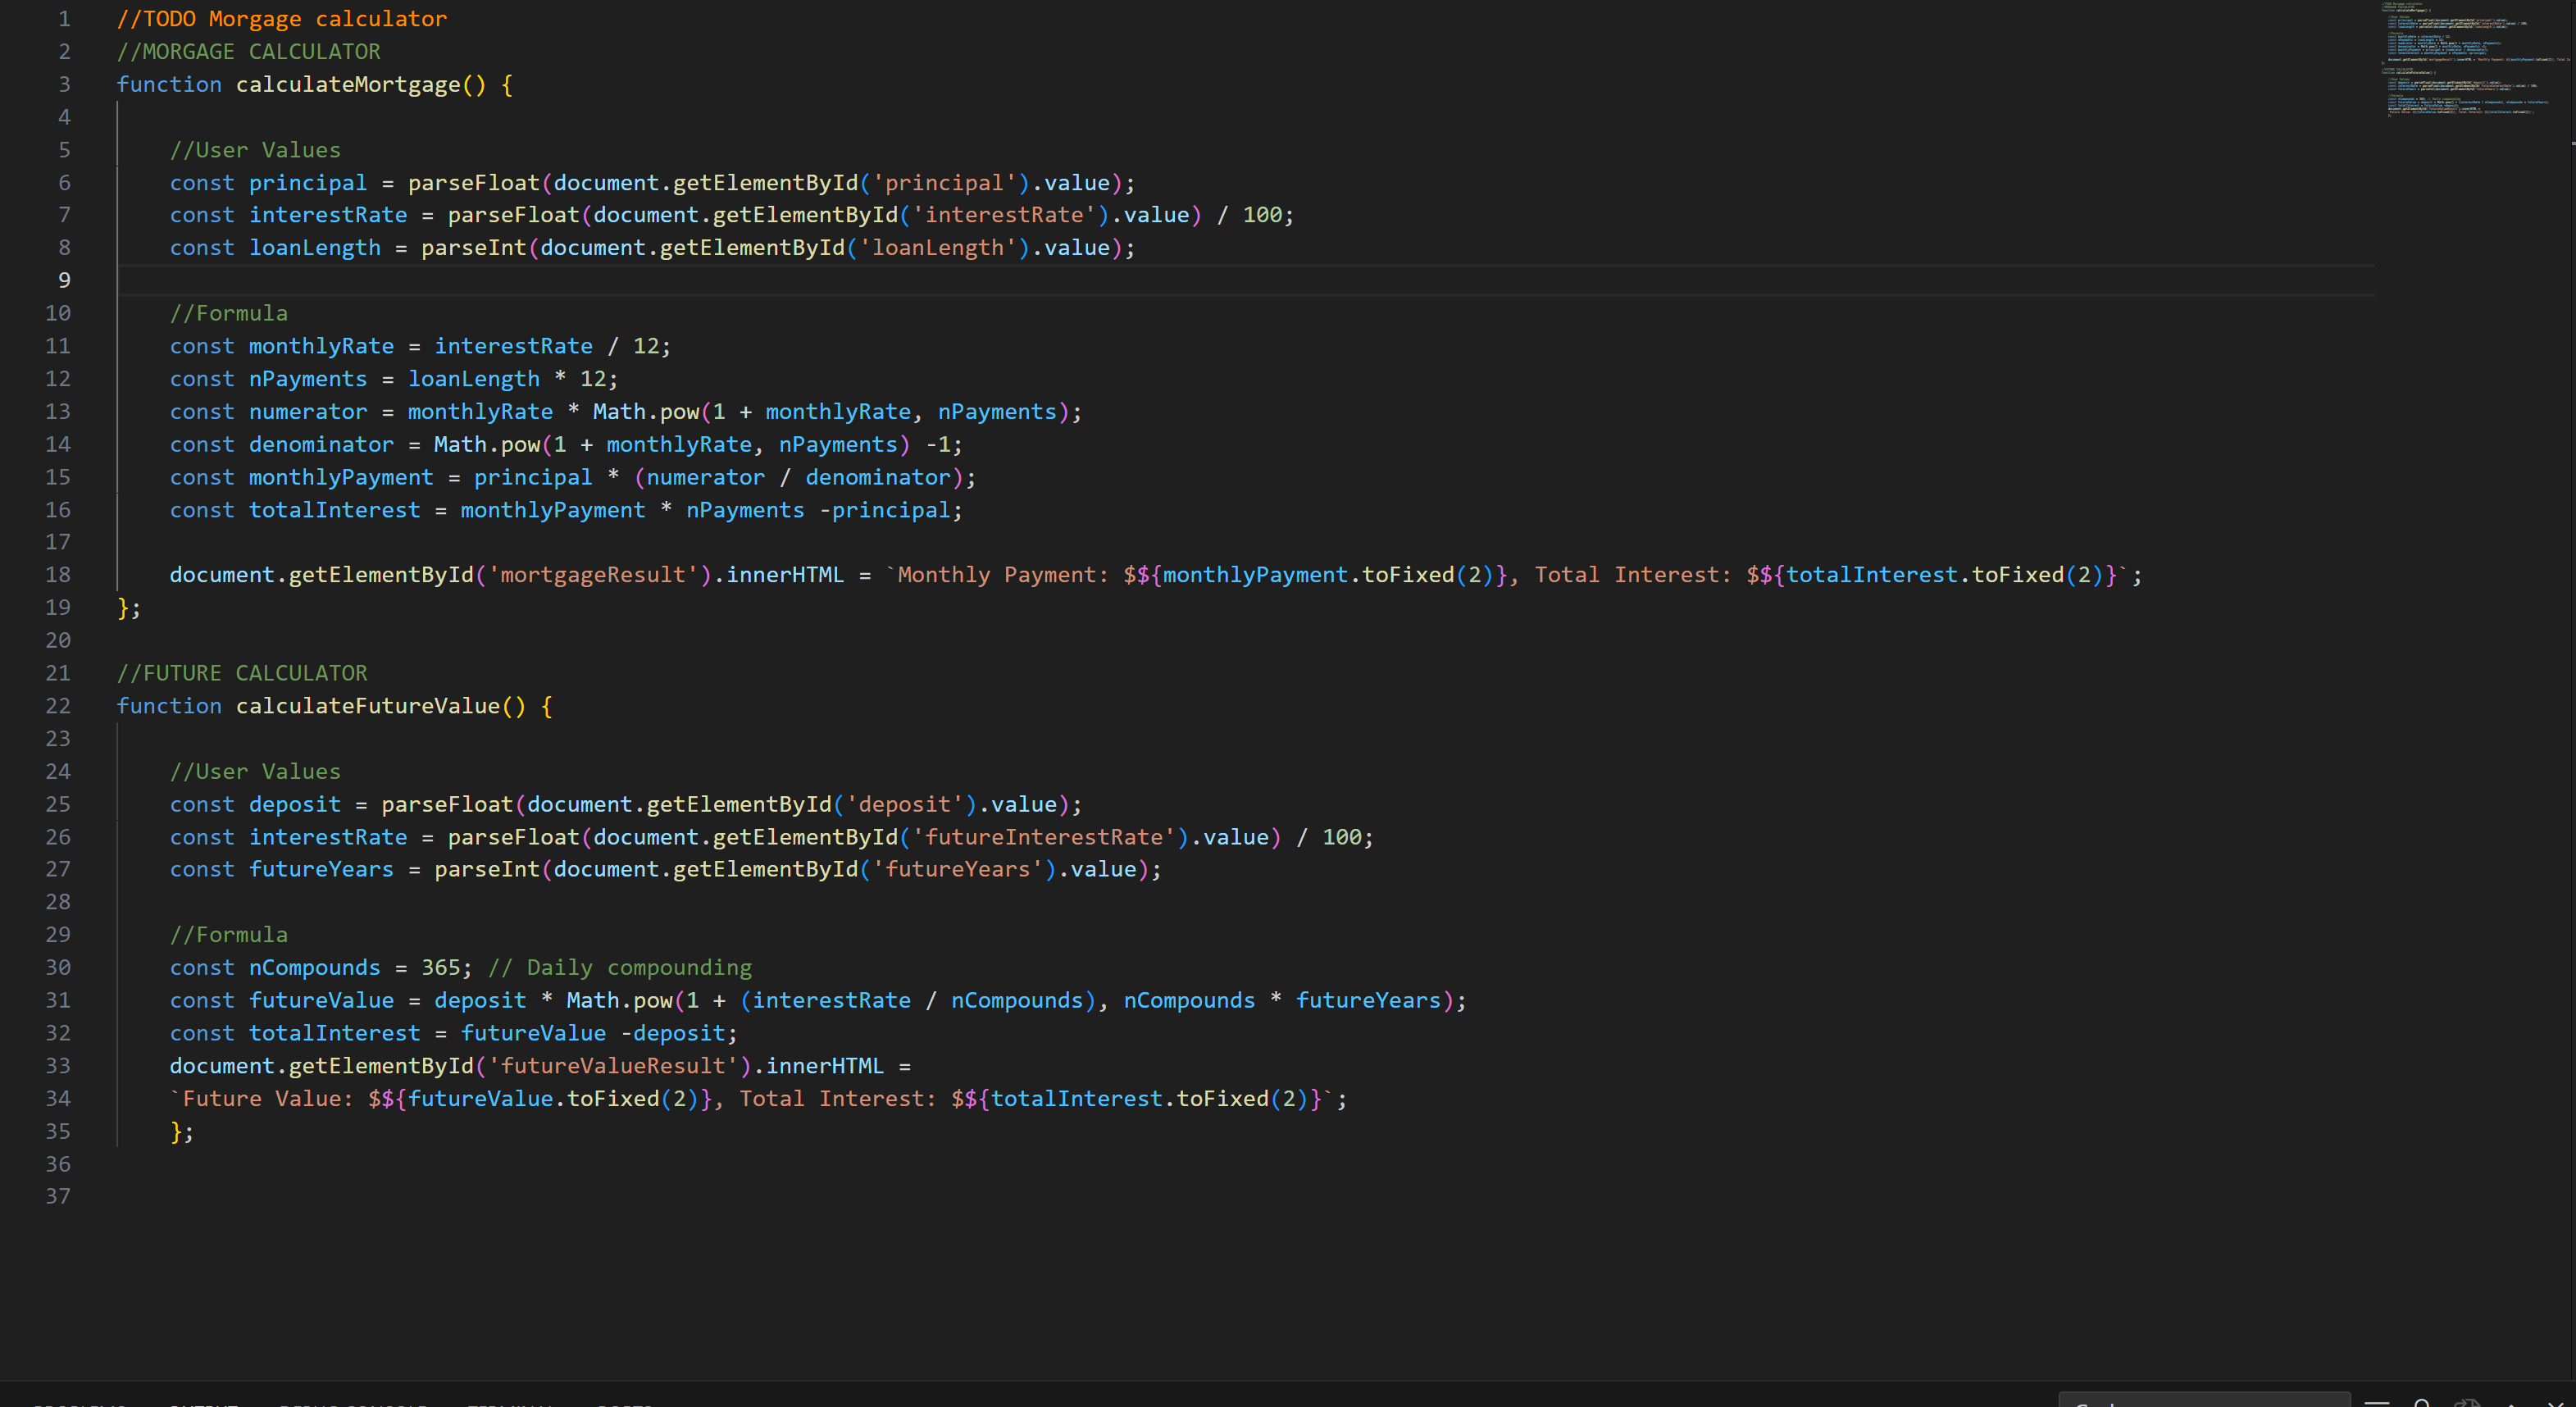 1 //TODO Morgage calculator
2 //MORGAGE CALCULATOR
3 function calculateMortgage() {
4
5     //User Values
6     const principal = parseFloat(document.getElementById('principal').value);
7     const interestRate = parseFloat(document.getElementById('interestRate').value) / 100;
8     const loanLength = parseInt(document.getElementById('loanLength').value);
9
10     //Formula
11     const monthlyRate = interestRate / 12;
12     const nPayments = loanLength * 12;
13     const numerator = monthlyRate * Math.pow(1 + monthlyRate, nPayments);
14     const denominator = Math.pow(1 + monthlyRate, nPayments) -1;
15     const monthlyPayment = principal * (numerator / denominator);
16     const totalInterest = monthlyPayment * nPayments -principal;
17
18     document.getElementById('mortgageResult').innerHTML = `Monthly Payment: $${monthlyPayment.toFixed(2)}, Total Interest: $${totalInterest.toFixed(2)}`;
19 };
20
21 //FUTURE CALCULATOR
22 function calculateFutureValue() {
23
24     //User Values
25     const deposit = parseFloat(document.getElementById('deposit').value);
26     const interestRate = parseFloat(document.getElementById('futureInterestRate').value) / 100;
27     const futureYears = parseInt(document.getElementById('futureYears').value);
28
29     //Formula
30     const nCompounds = 365; // Daily compounding
31     const futureValue = deposit * Math.pow(1 + (interestRate / nCompounds), nCompounds * futureYears);
32     const totalInterest = futureValue -deposit;
33     document.getElementById('futureValueResult').innerHTML =
34     `Future Value: $${futureValue.toFixed(2)}, Total Interest: $${totalInterest.toFixed(2)}`;
35     };
36
37